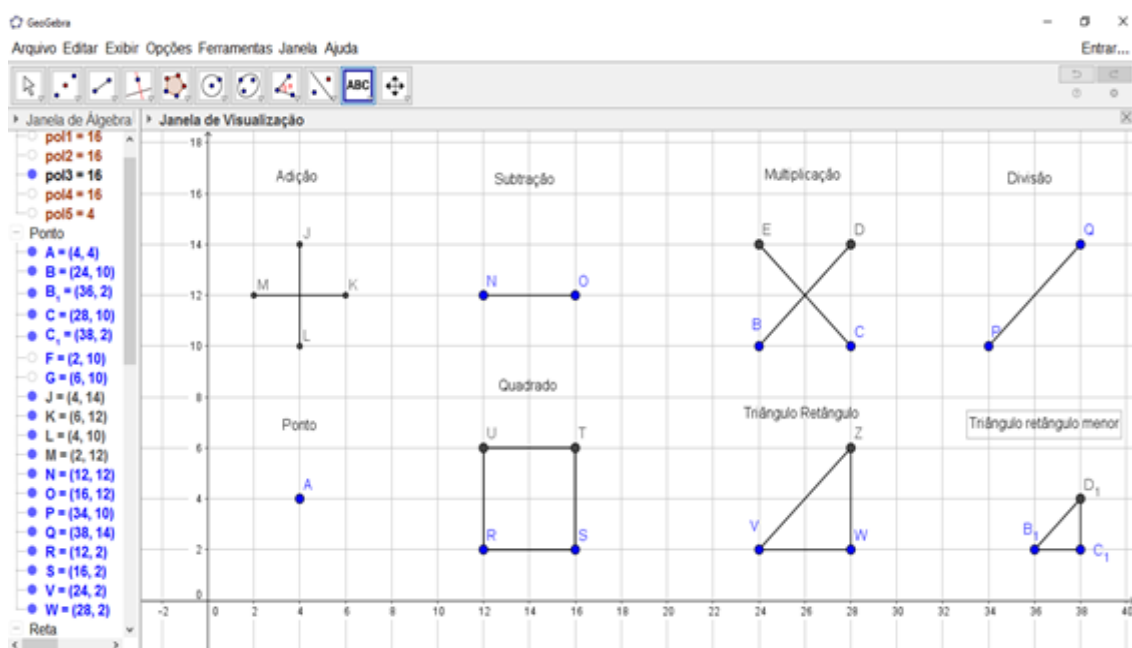 GeoGebra
Arquivo Editar Exibir Opções Ferramentas Janela Ajuda
Entrar...
ABC
Janela de Álgebra
Janela de Visualização
pol1 = 16
pol2 = 16
pol3 = 16
pol4 = 16
pol5 = 4
Ponto
A = (4, 4)
B = (24, 10)
B₁ = (36, 2)
C = (28, 10)
C₁ = (38, 2)
F = (2, 10)
G = (6, 10)
J = (4, 14)
K = (6, 12)
L = (4, 10)
M = (2, 12)
N = (12, 12)
O = (16, 12)
P = (34, 10)
Q = (38, 14)
R = (12, 2)
S = (16, 2)
V = (24, 2)
W = (28, 2)
Reta
18
Adição Subtração Multiplicação Divisão
16
J E D Q
14
M K N O
12
L B C P
10
Quadrado
8
Ponto Triângulo Retângulo Triângulo retângulo menor
U T Z
6
A D₁
4
R S V W B₁ C₁
2
0
-2 0 2 4 6 8 10 12 14 16 18 20 22 24 26 28 30 32 34 36 38 40